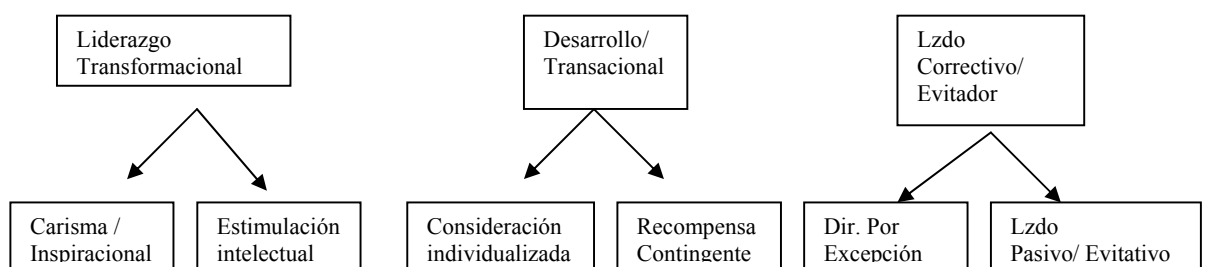 Liderazgo
Transformacional
Desarrollo/
Transacional
Lzdo
Correctivo/
Evitador
Carisma /
Inspiracional
Estimulación
intelectual
Consideración
individualizada
Recompensa
Contingente
Dir. Por
Excepción
Lzdo
Pasivo/ Evitativo